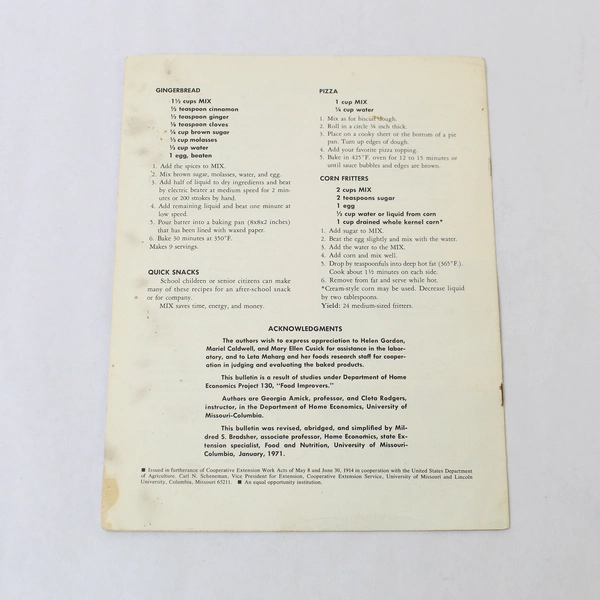 GINGERBREAD
1½ cups MIX
½ teaspoon cinnamon
½ teaspoon ginger
⅛ teaspoon cloves
¼ cup brown sugar
½ cup molasses
½ cup water
1 egg, beaten
1. Add the spices to MIX.
2. Mix brown sugar, molasses, water, and egg.
3. Add half of liquid to dry ingredients and beat
by electric beater at medium speed for 2 min-
utes or 200 strokes by hand.
4. Add remaining liquid and beat one minute at
low speed.
5. Pour batter into a baking pan (8x8x2 inches)
that has been lined with waxed paper.
6. Bake 30 minutes at 350°F.
Makes 9 servings.
QUICK SNACKS
School children or senior citizens can make
many of these recipes for an after-school snack
or for company.
MIX saves time, energy, and money.
PIZZA
1 cup MIX
¼ cup water
1. Mix as for biscuit dough.
2. Roll in a circle ¼ inch thick.
3. Place on a cooky sheet or the bottom of a pie
pan. Turn up edges of dough.
4. Add your favorite pizza topping.
5. Bake in 425°F. oven for 12 to 15 minutes or
until sauce bubbles and edges are brown.
CORN FRITTERS
2 cups MIX
2 teaspoons sugar
1 egg
½ cup water or liquid from corn
1 cup drained whole kernel corn*
1. Add sugar to MIX.
2. Beat the egg slightly and mix with the water.
3. Add the water to the MIX.
4. Add corn and mix well.
5. Drop by teaspoonfuls into deep hot fat (365°F.).
Cook about 1½ minutes on each side.
6. Remove from fat and serve while hot.
*Cream-style corn may be used. Decrease liquid
by two tablespoons.
Yield: 24 medium-sized fritters.
ACKNOWLEDGMENTS
The authors wish to express appreciation to Helen Gordon,
Mariel Caldwell, and Mary Ellen Cusick for assistance in the labor-
atory, and to Leta Maharg and her foods research staff for cooper-
ation in judging and evaluating the baked products.
This bulletin is a result of studies under Department of Home
Economics Project 130, "Food Improvers."
Authors are Georgia Amick, professor, and Cleta Rodgers,
instructor, in the Department of Home Economics, University of
Missouri-Columbia.
This bulletin was revised, abridged, and simplified by Mil-
dred S. Bradsher, associate professor, Home Economics, state Ex-
tension specialist, Food and Nutrition, University of Missouri-
Columbia, January, 1971.
■ Issued in furtherance of Cooperative Extension Work Acts of May 8 and June 30, 1914 in cooperation with the United States Department
of Agriculture. Carl N. Scheneman, Vice President for Extension, Cooperative Extension Service, University of Missouri and Lincoln
University, Columbia, Missouri 65211. ■ An equal opportunity institution.